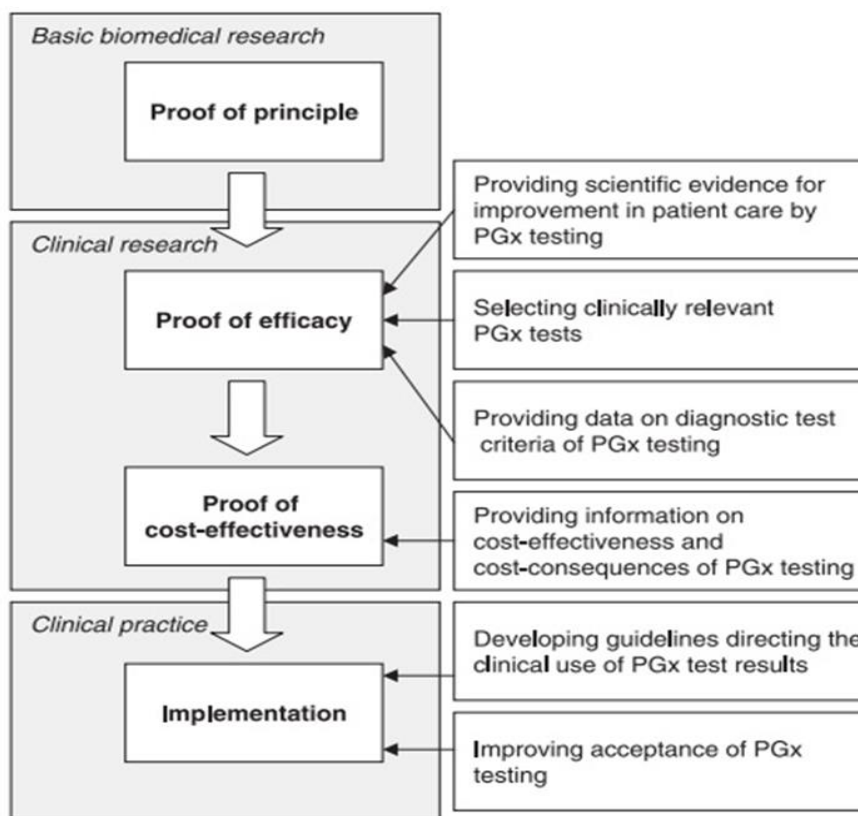 Basic biomedical research
Proof of principle
Clinical research
Proof of efficacy
Proof of
cost-effectiveness
Clinical practice
Implementation
Providing scientific evidence for
improvement in patient care by
PGx testing
Selecting clinically relevant
PGx tests
Providing data on diagnostic test
criteria of PGx testing
Providing information on
cost-effectiveness and
cost-consequences of PGx testing
Developing guidelines directing the
clinical use of PGx test results
Improving acceptance of PGx
testing